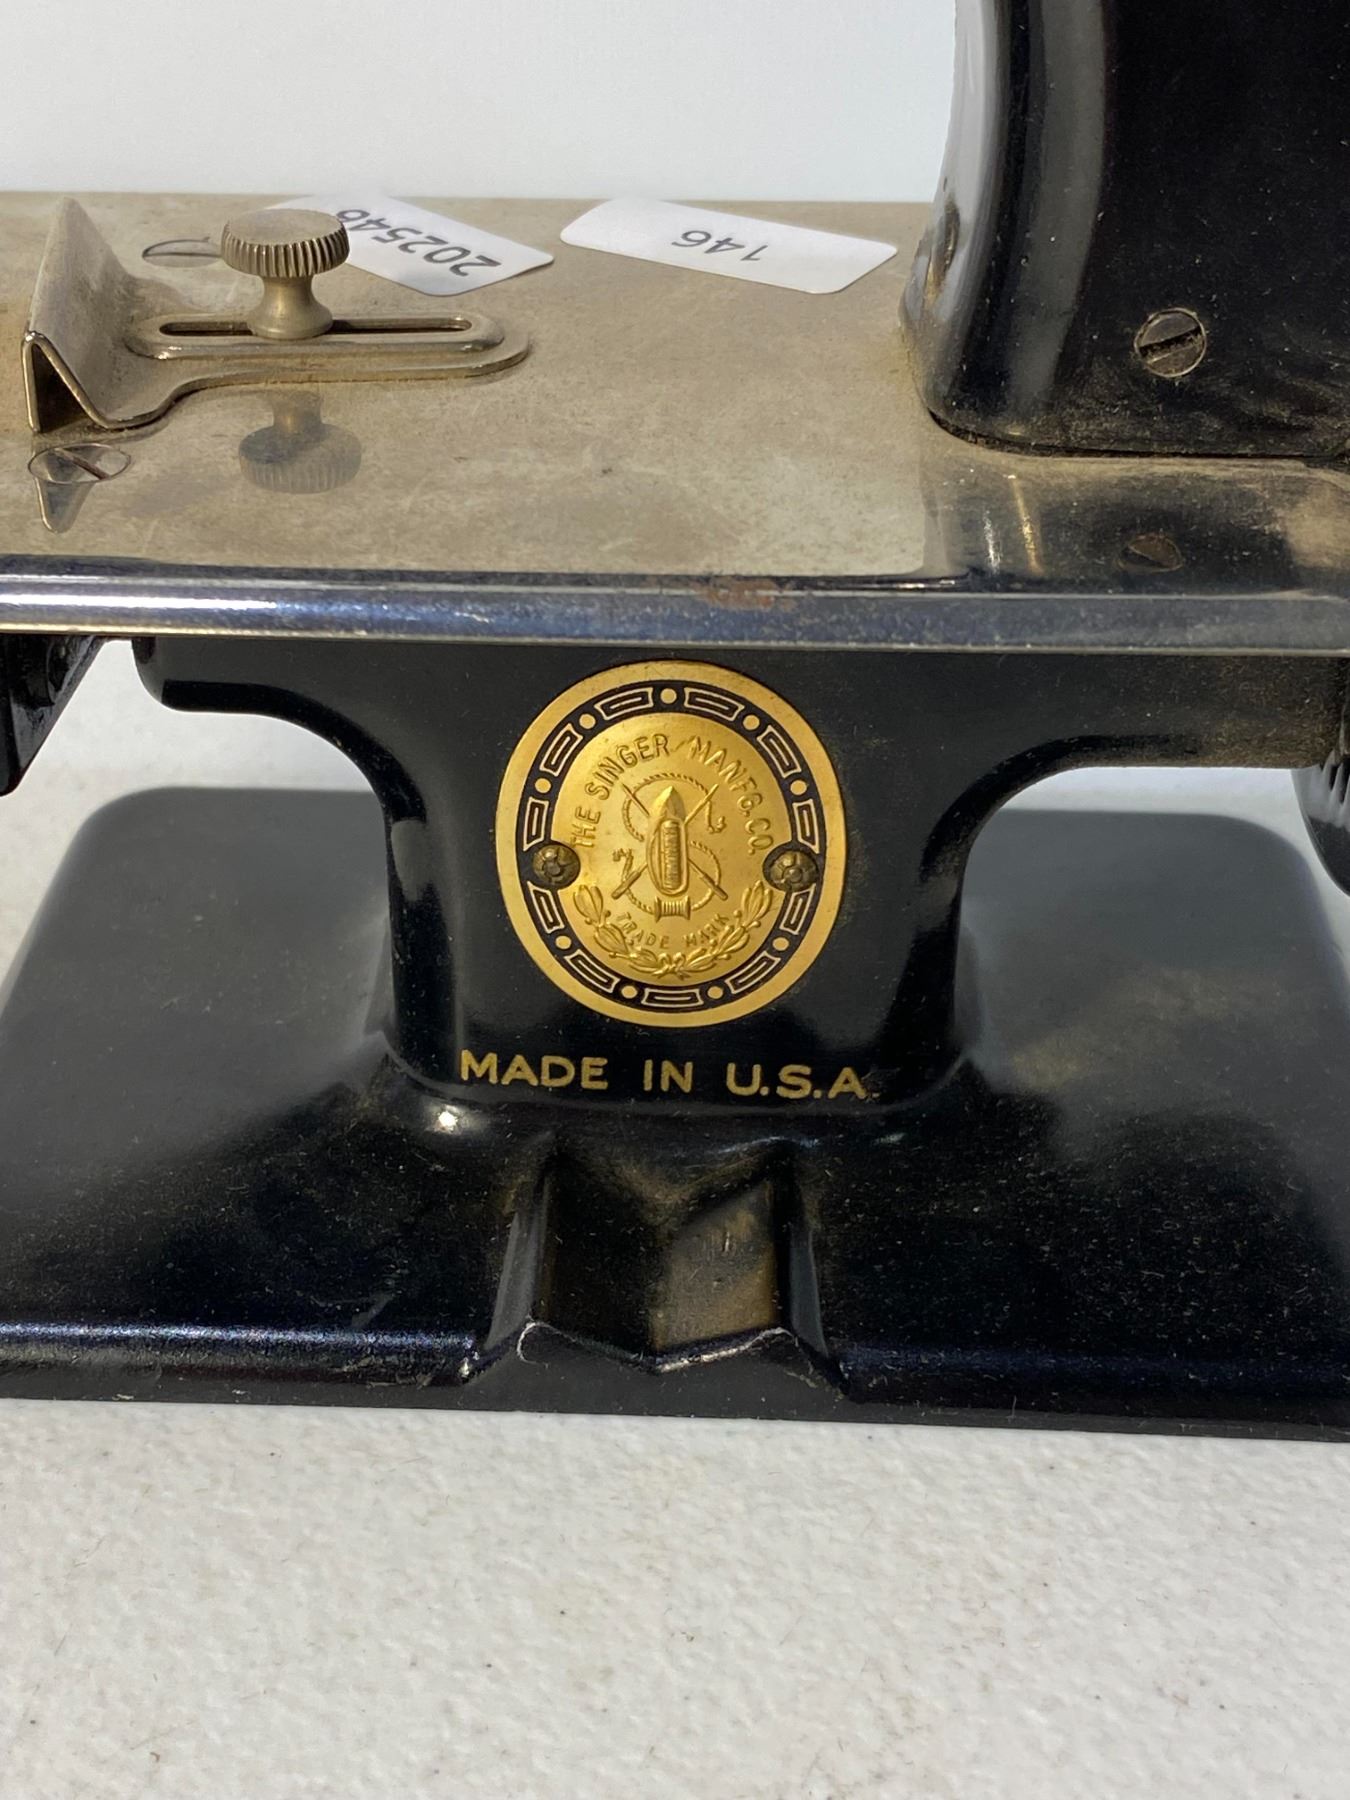 202546
146
THE SINGER MANFG. CO.
TRADE MARK
MADE IN U.S.A.